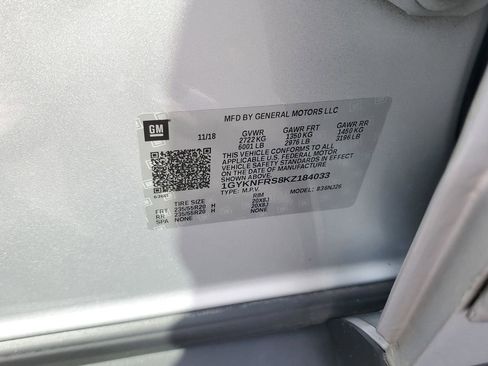 MFD BY GENERAL MOTORS LLC
GM
11/18 GVWR GAWR FRT GAWR RR
2722 KG 1350 KG 1450 KG
6001 LB 2976 LB 3196 LB
THIS VEHICLE CONFORMS TO ALL
APPLICABLE U.S. FEDERAL MOTOR
VEHICLE SAFETY STANDARDS IN EFFECT
ON THE DATE OF MANUFACTURE
SHOWN ABOVE.
1GYKNFRS8KZ184033
TYPE: M.P.V. MODEL:
TIRE SIZE RIM
FRT 235/55R20 H 20X8J
RR 235/55R20 H 20X8J
SPA NONE NONE